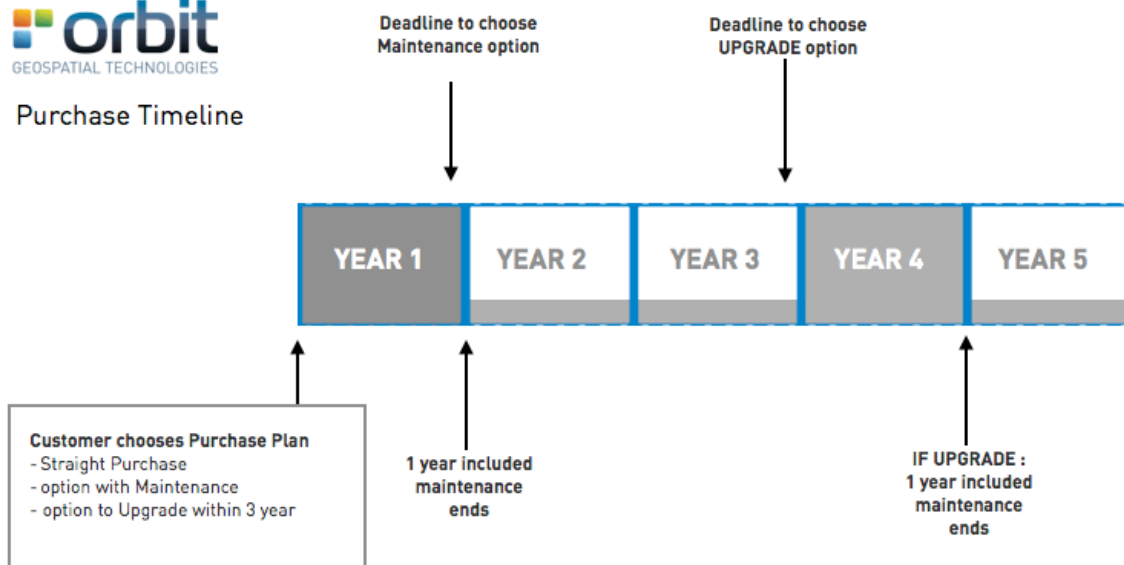 orbit
GEOSPATIAL TECHNOLOGIES
Purchase Timeline
Deadline to choose
Maintenance option
Deadline to choose
UPGRADE option
YEAR 1
YEAR 2
YEAR 3
YEAR 4
YEAR 5
Customer chooses Purchase Plan
- Straight Purchase
- option with Maintenance
- option to Upgrade within 3 year
1 year included
maintenance
ends
IF UPGRADE :
1 year included
maintenance
ends